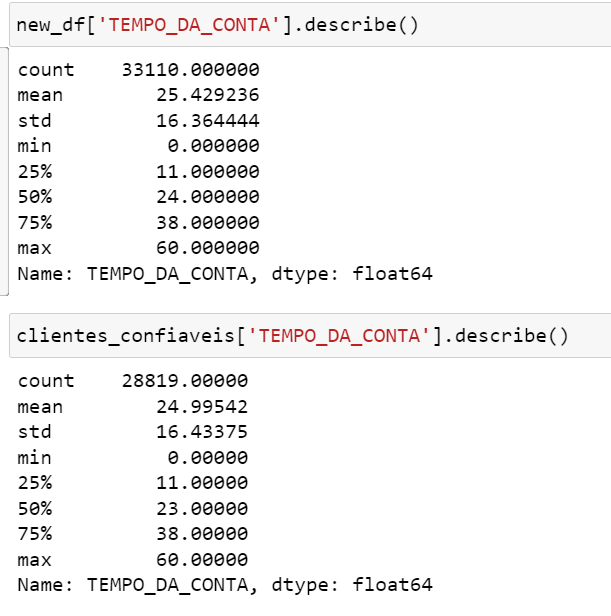 new_df['TEMPO_DA_CONTA'].describe()
count    33110.000000
mean        25.429236
std         16.364444
min          0.000000
25%         11.000000
50%         24.000000
75%         38.000000
max         60.000000
Name: TEMPO_DA_CONTA, dtype: float64
clientes_confiaveis['TEMPO_DA_CONTA'].describe()
count    28819.00000
mean        24.99542
std         16.43375
min          0.00000
25%         11.00000
50%         23.00000
75%         38.00000
max         60.00000
Name: TEMPO_DA_CONTA, dtype: float64